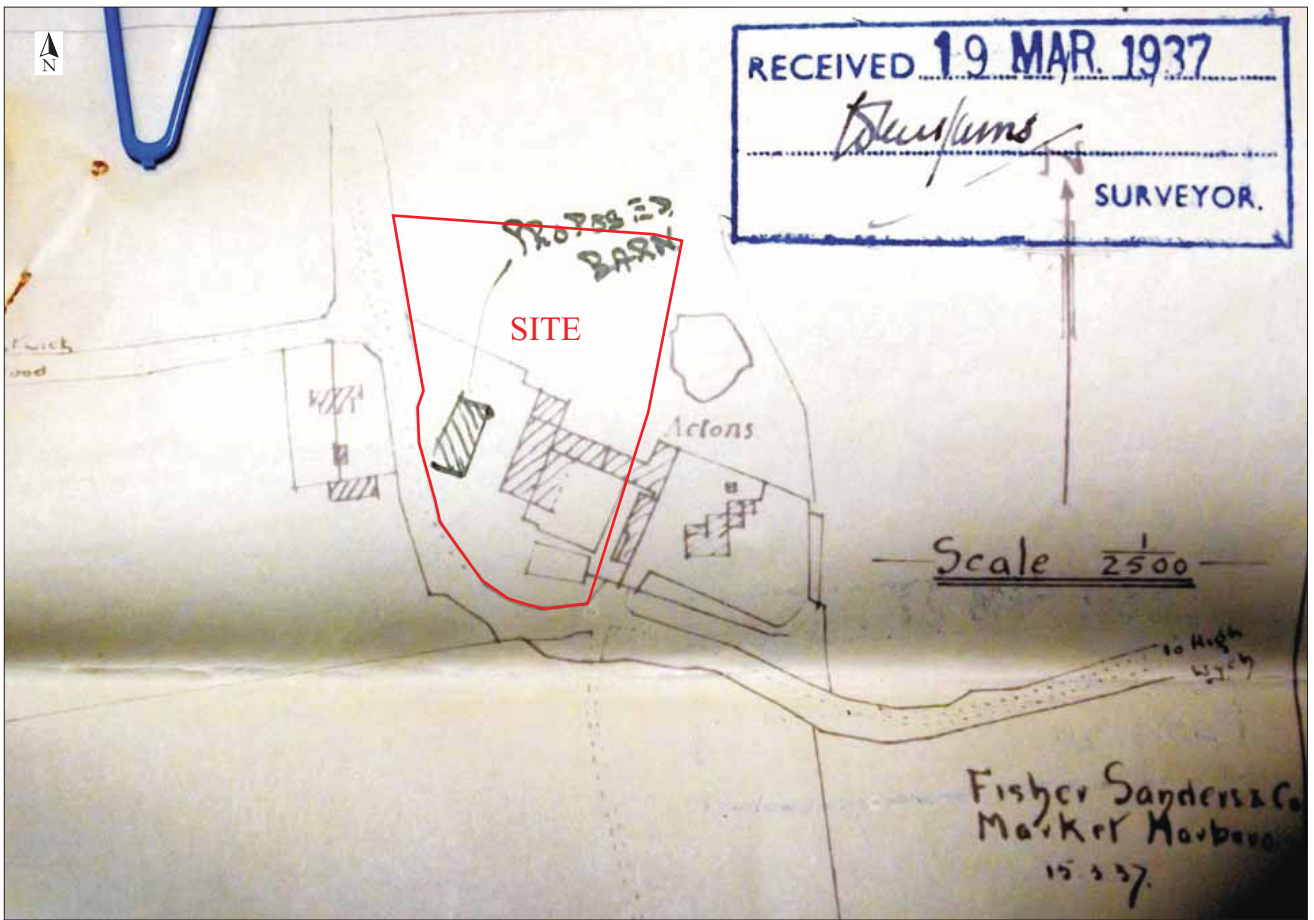 N
RECEIVED 19 MAR. 1937
N
SURVEYOR.
PROPOSED
BARN
SITE
Actons
Scale 1/2500
to High
Wych
Fisher Sanders & Co
Market Harboro
15.3.37.